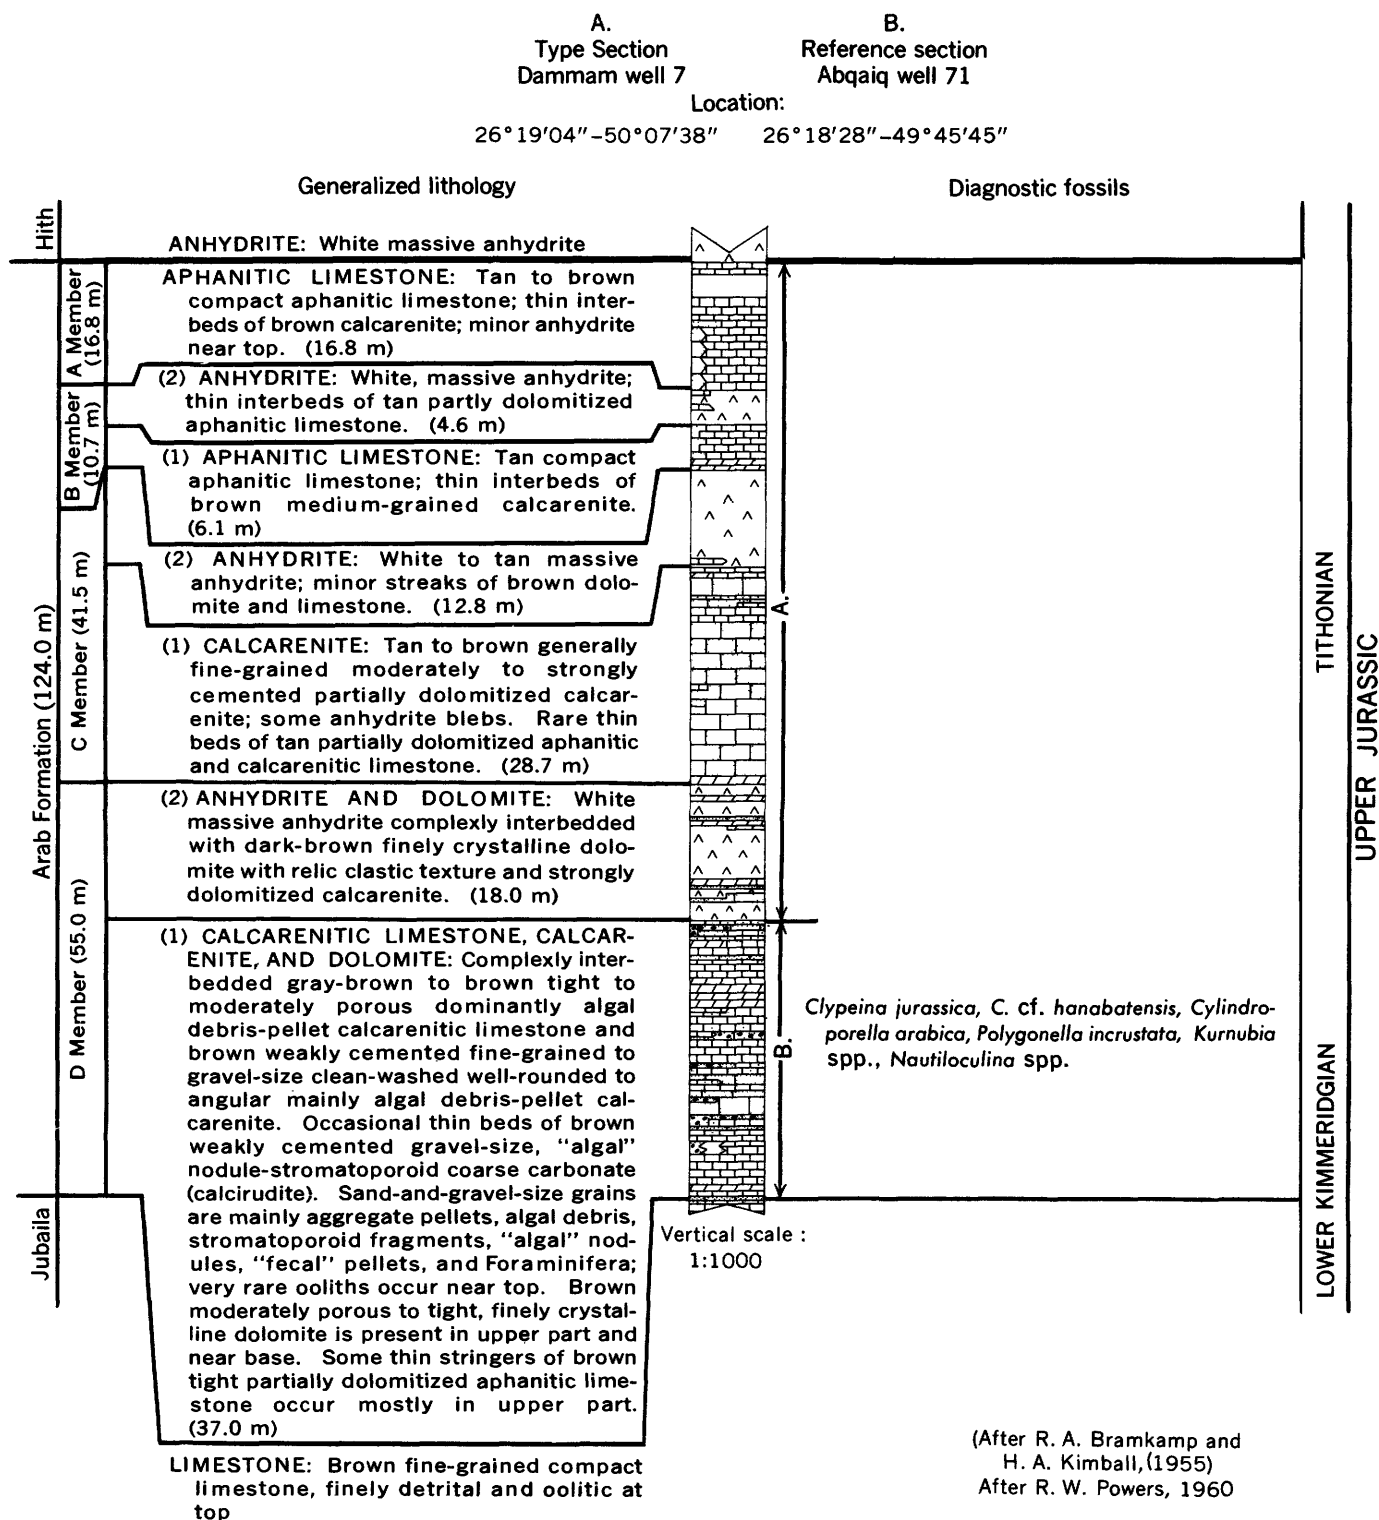 A.
Type Section
Dammam well 7
B.
Reference section
Abqaiq well 71
Location:
26°19′04″–50°07′38″
26°18′28″–49°45′45″
Generalized lithology
Diagnostic fossils
Hith
ANHYDRITE: White massive anhydrite
Arab Formation (124.0 m)
A Member
(16.8 m)
APHANITIC LIMESTONE: Tan to brown
compact aphanitic limestone; thin inter-
beds of brown calcarenite; minor anhydrite
near top. (16.8 m)
B Member
(10.7 m)
(2) ANHYDRITE: White, massive anhydrite;
thin interbeds of tan partly dolomitized
aphanitic limestone. (4.6 m)
(1) APHANITIC LIMESTONE: Tan compact
aphanitic limestone; thin interbeds of
brown medium-grained calcarenite.
(6.1 m)
C Member (41.5 m)
(2) ANHYDRITE: White to tan massive
anhydrite; minor streaks of brown dolo-
mite and limestone. (12.8 m)
(1) CALCARENITE: Tan to brown generally
fine-grained moderately to strongly
cemented partially dolomitized calcar-
enite; some anhydrite blebs. Rare thin
beds of tan partially dolomitized aphanitic
and calcarenitic limestone. (28.7 m)
D Member (55.0 m)
(2) ANHYDRITE AND DOLOMITE: White
massive anhydrite complexly interbedded
with dark-brown finely crystalline dolo-
mite with relic clastic texture and strongly
dolomitized calcarenite. (18.0 m)
(1) CALCARENITIC LIMESTONE, CALCAR-
ENITE, AND DOLOMITE: Complexly inter-
bedded gray-brown to brown tight to
moderately porous dominantly algal
debris-pellet calcarenitic limestone and
brown weakly cemented fine-grained to
gravel-size clean-washed well-rounded to
angular mainly algal debris-pellet cal-
carenite. Occasional thin beds of brown
weakly cemented gravel-size, "algal"
nodule-stromatoporoid coarse carbonate
(calcirudite). Sand-and-gravel-size grains
are mainly aggregate pellets, algal debris,
stromatoporoid fragments, "algal" nod-
ules, "fecal" pellets, and Foraminifera;
very rare ooliths occur near top. Brown
moderately porous to tight, finely crystal-
line dolomite is present in upper part and
near base. Some thin stringers of brown
tight partially dolomitized aphanitic lime-
stone occur mostly in upper part.
(37.0 m)
Jubaila
LIMESTONE: Brown fine-grained compact
limestone, finely detrital and oolitic at
top
A.
B.
Vertical scale :
1:1000
Clypeina jurassica, C. cf. hanabatensis, Cylindro-
porella arabica, Polygonella incrustata, Kurnubia
spp., Nautiloculina spp.
TITHONIAN
LOWER KIMMERIDGIAN
UPPER JURASSIC
(After R. A. Bramkamp and
H. A. Kimball,(1955)
After R. W. Powers, 1960